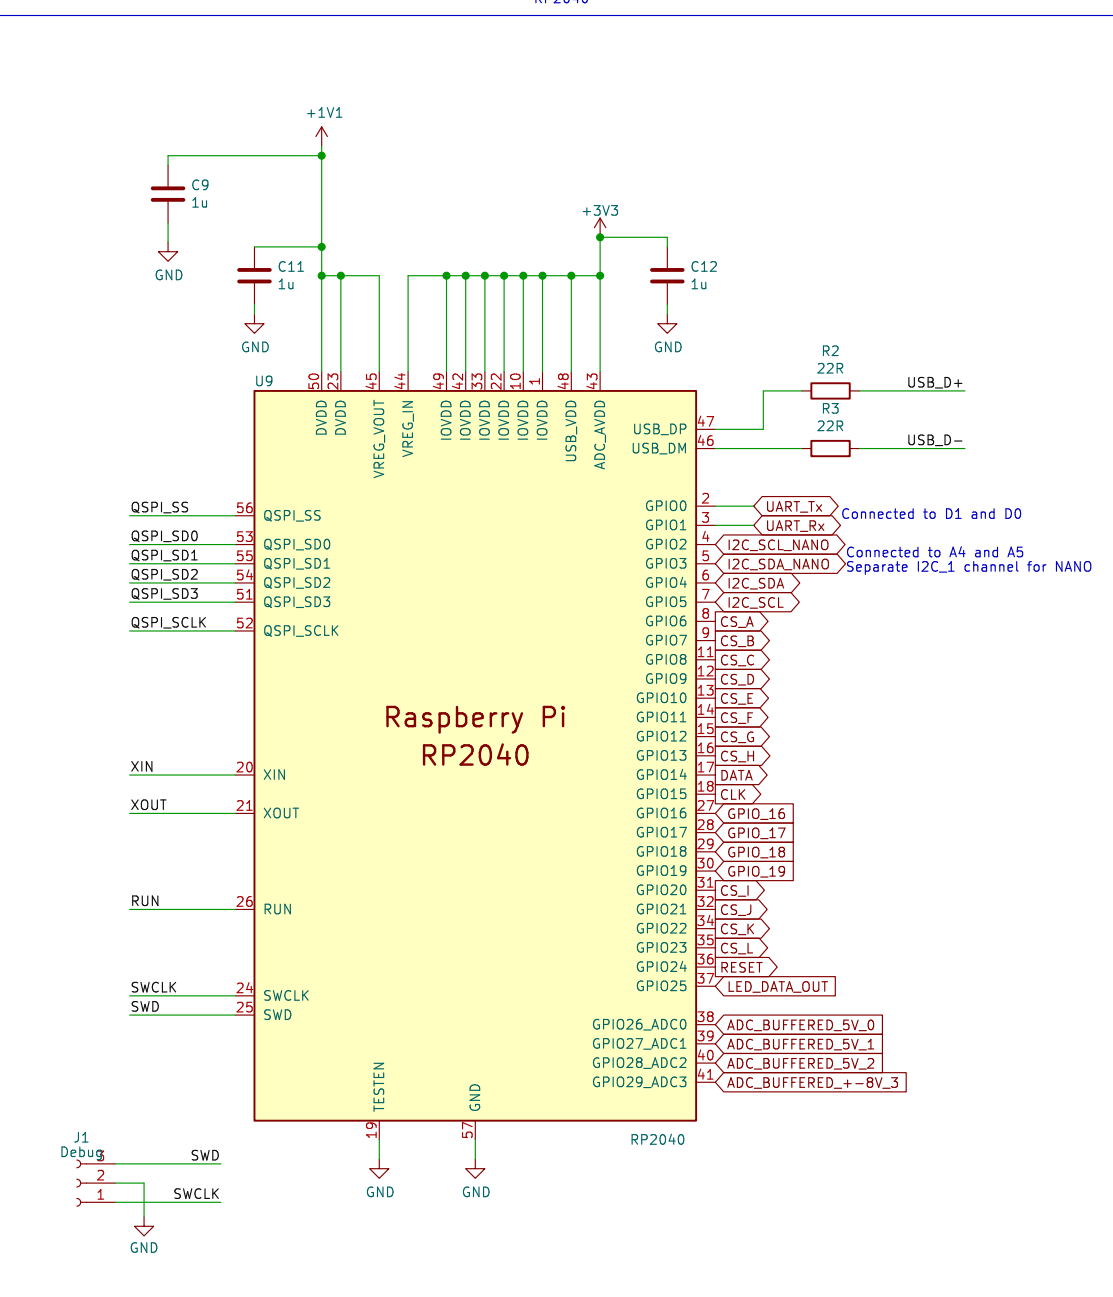 RP2040
+1V1
C9
1u
GND
+3V3
C11
1u
GND
C12
1u
GND
U9
50
23
45
44
49
42
33
22
10
1
48
43
DVDD
DVDD
VREG_VOUT
VREG_IN
IOVDD
IOVDD
IOVDD
IOVDD
IOVDD
IOVDD
USB_VDD
ADC_AVDD
R2
22R
USB_D+
R3
22R
USB_D-
USB_DP 47
USB_DM 46
GPIO0 2 UART_Tx
GPIO1 3 UART_Rx
Connected to D1 and D0
GPIO2 4 I2C_SCL_NANO
GPIO3 5 I2C_SDA_NANO
Connected to A4 and A5
Separate I2C_1 channel for NANO
GPIO4 6 I2C_SDA
GPIO5 7 I2C_SCL
GPIO6 8 CS_A
GPIO7 9 CS_B
GPIO8 11 CS_C
GPIO9 12 CS_D
GPIO10 13 CS_E
GPIO11 14 CS_F
GPIO12 15 CS_G
GPIO13 16 CS_H
GPIO14 17 DATA
GPIO15 18 CLK
GPIO16 27 GPIO_16
GPIO17 28 GPIO_17
GPIO18 29 GPIO_18
GPIO19 30 GPIO_19
GPIO20 31 CS_I
GPIO21 32 CS_J
GPIO22 34 CS_K
GPIO23 35 CS_L
GPIO24 36 RESET
GPIO25 37 LED_DATA_OUT
GPIO26_ADC0 38 ADC_BUFFERED_5V_0
GPIO27_ADC1 39 ADC_BUFFERED_5V_1
GPIO28_ADC2 40 ADC_BUFFERED_5V_2
GPIO29_ADC3 41 ADC_BUFFERED_+-8V_3
QSPI_SS 56 QSPI_SS
QSPI_SD0 53 QSPI_SD0
QSPI_SD1 55 QSPI_SD1
QSPI_SD2 54 QSPI_SD2
QSPI_SD3 51 QSPI_SD3
QSPI_SCLK 52 QSPI_SCLK
Raspberry Pi
RP2040
XIN 20 XIN
XOUT 21 XOUT
RUN 26 RUN
SWCLK 24 SWCLK
SWD 25 SWD
TESTEN
19
GND
GND
57
GND
RP2040
J1
Debug
3 SWD
2
1 SWCLK
GND